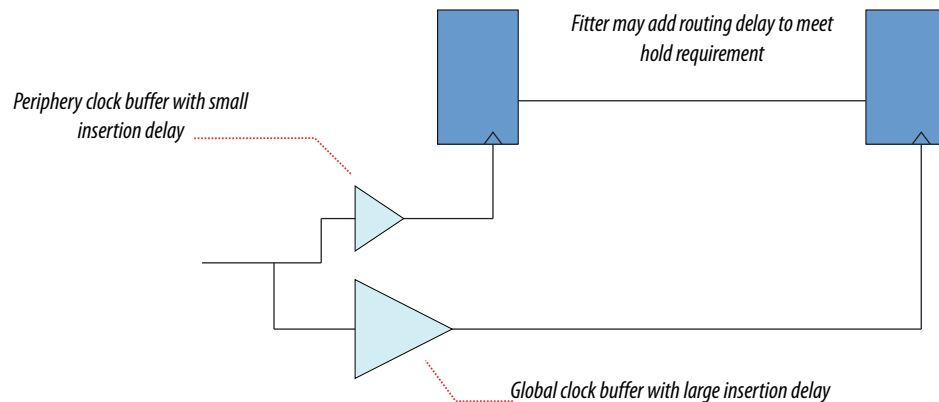 Fitter may add routing delay to meet
hold requirement
Periphery clock buffer with small
insertion delay
Global clock buffer with large insertion delay